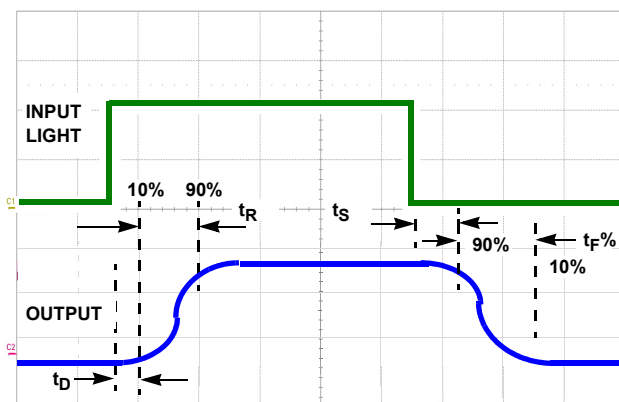 INPUT
LIGHT
C1
10% 90%
tR
tS
90%
tF%
10%
OUTPUT
C2
tD